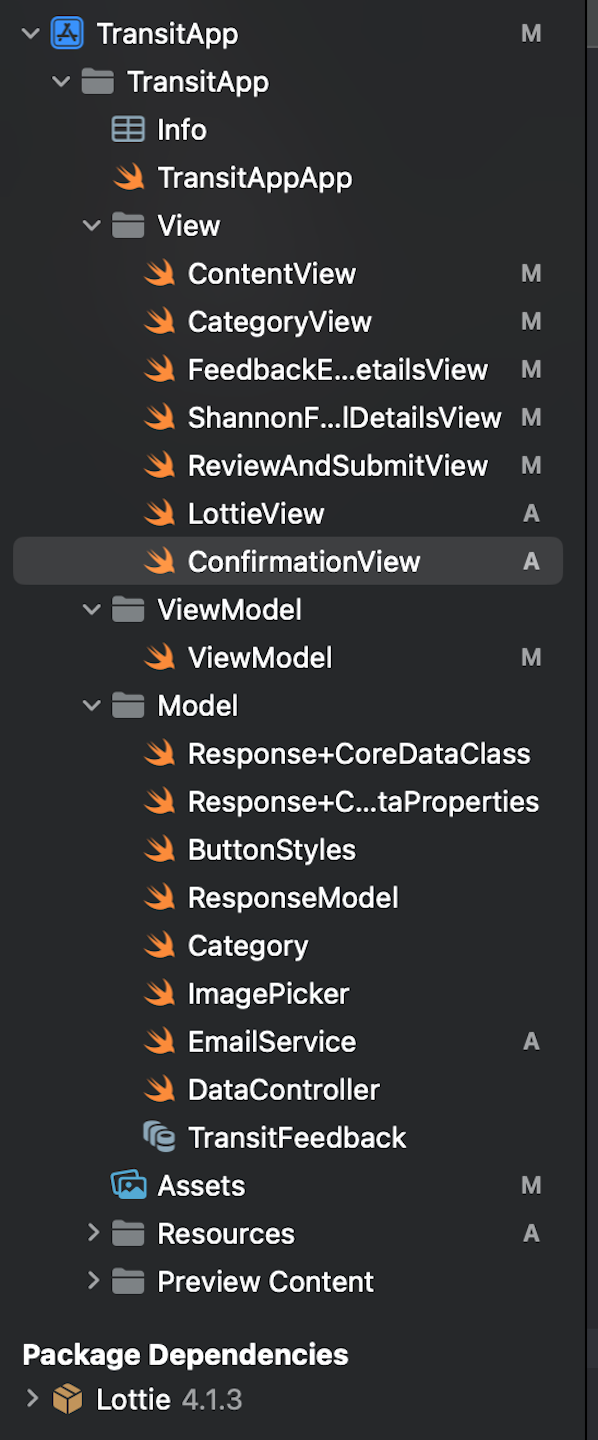 TransitApp M
TransitApp
Info
TransitAppApp
View
ContentView M
CategoryView M
FeedbackE...etailsView M
ShannonF...lDetailsView M
ReviewAndSubmitView M
LottieView A
ConfirmationView A
ViewModel
ViewModel M
Model
Response+CoreDataClass
Response+C...taProperties
ButtonStyles
ResponseModel
Category
ImagePicker
EmailService A
DataController
TransitFeedback
Assets M
Resources A
Preview Content
Package Dependencies
Lottie 4.1.3